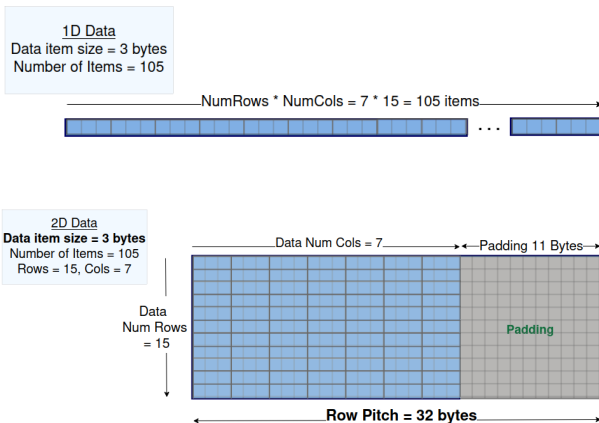 1D Data
Data item size = 3 bytes
Number of Items = 105
NumRows * NumCols = 7 * 15 = 105 items
. . .
2D Data
Data item size = 3 bytes
Number of Items = 105
Rows = 15, Cols = 7
Data Num Cols = 7
Padding 11 Bytes
Data
Num Rows
= 15
Padding
Row Pitch = 32 bytes